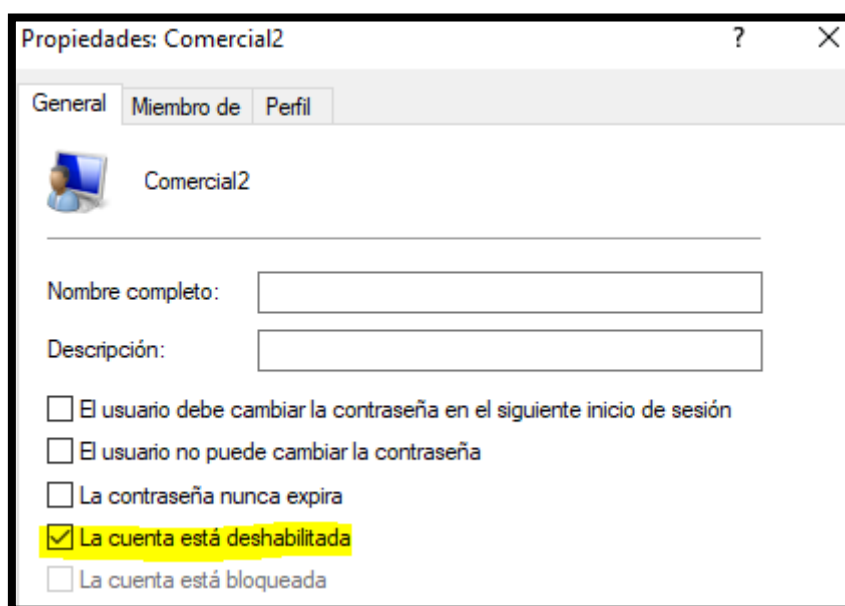 Propiedades: Comercial2 ?
General Miembro de Perfil
Comercial2
Nombre completo:
Descripción:
El usuario debe cambiar la contraseña en el siguiente inicio de sesión
El usuario no puede cambiar la contraseña
La contraseña nunca expira
La cuenta está deshabilitada
La cuenta está bloqueada